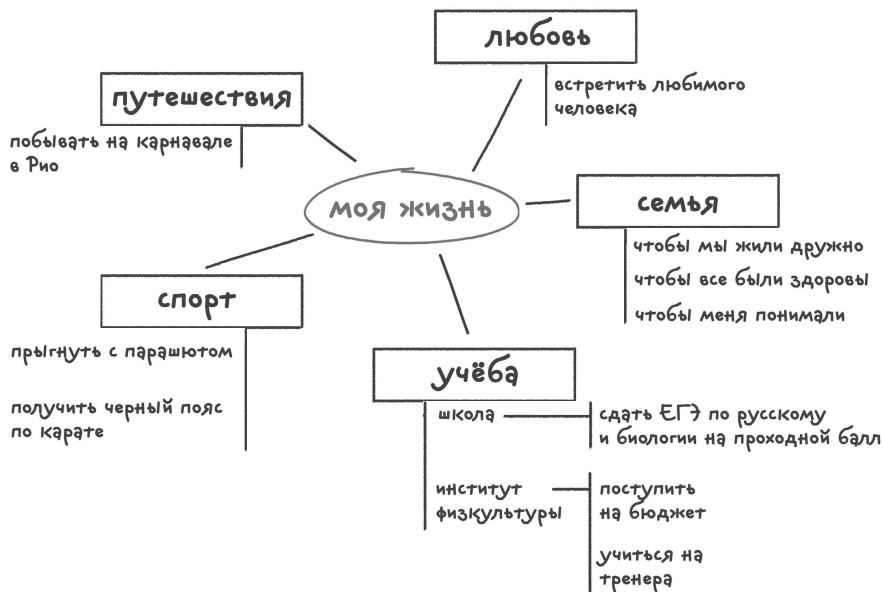 любовь
встретить любимого
человека
путешествия
побывать на карнавале
в Рио
моя жизнь
семья
чтобы мы жили дружно
чтобы все были здоровы
чтобы меня понимали
спорт
прыгнуть с парашютом
получить черный пояс
по карате
учёба
школа
сдать ЕГЭ по русскому
и биологии на проходной балл
институт
физкультуры
поступить
на бюджет
учиться на
тренера